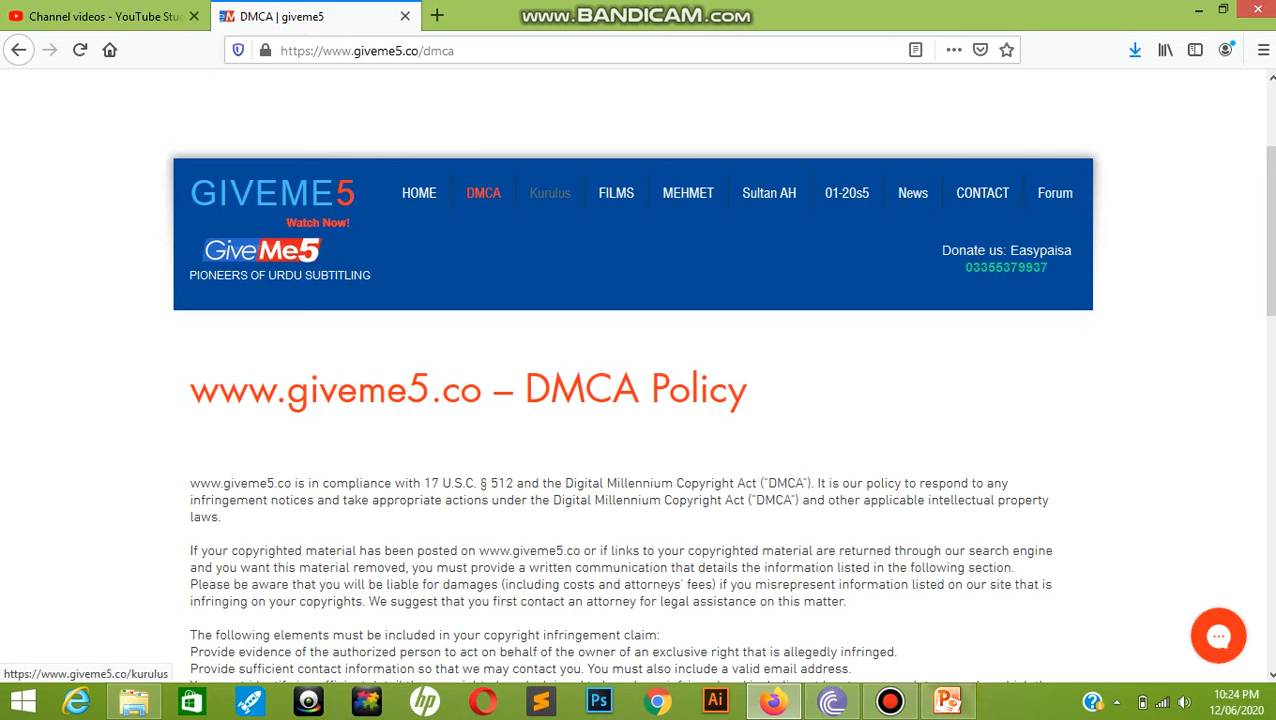 Channel videos - YouTube Stu
DMCA | giveme5
WWW.BANDICAM.COM
https://www.giveme5.co/dmca
GIVEME5
Watch Now!
GiveMe5
PIONEERS OF URDU SUBTITLING
HOME
DMCA
Kurulus
FILMS
MEHMET
Sultan AH
01-20s5
News
CONTACT
Forum
Donate us: Easypaisa
03355379937
www.giveme5.co – DMCA Policy
www.giveme5.co is in compliance with 17 U.S.C. § 512 and the Digital Millennium Copyright Act (“DMCA”). It is our policy to respond to any
infringement notices and take appropriate actions under the Digital Millennium Copyright Act (“DMCA”) and other applicable intellectual property
laws.
If your copyrighted material has been posted on www.giveme5.co or if links to your copyrighted material are returned through our search engine
and you want this material removed, you must provide a written communication that details the information listed in the following section.
Please be aware that you will be liable for damages (including costs and attorneys’ fees) if you misrepresent information listed on our site that is
infringing on your copyrights. We suggest that you first contact an attorney for legal assistance on this matter.
The following elements must be included in your copyright infringement claim:
Provide evidence of the authorized person to act on behalf of the owner of an exclusive right that is allegedly infringed.
Provide sufficient contact information so that we may contact you. You must also include a valid email address.
https://www.giveme5.co/kurulus
hp
Ps
Ai
10:24 PM
12/06/2020